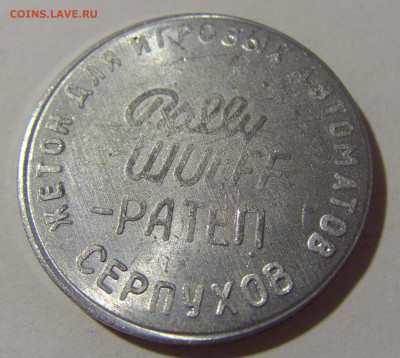 COINS.LAVE.RU
ЖЕТОН ДЛЯ ИГРОВЫХ АВТОМАТОВ
Bally
-WULFF
-РАТЕП
СЕРПУХОВ